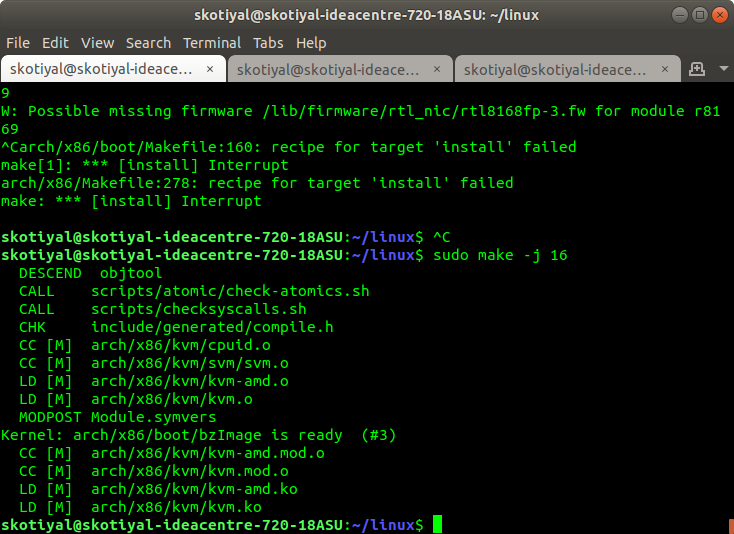 skotiyal@skotiyal-ideacentre-720-18ASU: ~/linux
File Edit View Search Terminal Tabs Help
skotiyal@skotiyal-ideace… × skotiyal@skotiyal-ideace… × skotiyal@skotiyal-ideace… ×
9
W: Possible missing firmware /lib/firmware/rtl_nic/rtl8168fp-3.fw for module r81
69
^Carch/x86/boot/Makefile:160: recipe for target 'install' failed
make[1]: *** [install] Interrupt
arch/x86/Makefile:278: recipe for target 'install' failed
make: *** [install] Interrupt
skotiyal@skotiyal-ideacentre-720-18ASU:~/linux$ ^C
skotiyal@skotiyal-ideacentre-720-18ASU:~/linux$ sudo make -j 16
  DESCEND  objtool
  CALL    scripts/atomic/check-atomics.sh
  CALL    scripts/checksyscalls.sh
  CHK     include/generated/compile.h
  CC [M]  arch/x86/kvm/cpuid.o
  CC [M]  arch/x86/kvm/svm/svm.o
  LD [M]  arch/x86/kvm/kvm-amd.o
  LD [M]  arch/x86/kvm/kvm.o
  MODPOST Module.symvers
Kernel: arch/x86/boot/bzImage is ready  (#3)
  CC [M]  arch/x86/kvm/kvm-amd.mod.o
  CC [M]  arch/x86/kvm/kvm.mod.o
  LD [M]  arch/x86/kvm/kvm-amd.ko
  LD [M]  arch/x86/kvm/kvm.ko
skotiyal@skotiyal-ideacentre-720-18ASU:~/linux$